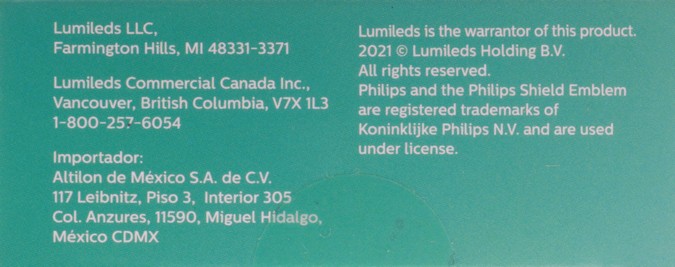 Lumileds LLC,
Farmington Hills, MI 48331-3371
Lumileds Commercial Canada Inc.,
Vancouver, British Columbia, V7X 1L3
1-800-257-6054
Importador:
Altilon de México S.A. de C.V.
117 Leibnitz, Piso 3, Interior 305
Col. Anzures, 11590, Miguel Hidalgo,
México CDMX
Lumileds is the warrantor of this product.
2021 © Lumileds Holding B.V.
All rights reserved.
Philips and the Philips Shield Emblem
are registered trademarks of
Koninklijke Philips N.V. and are used
under license.